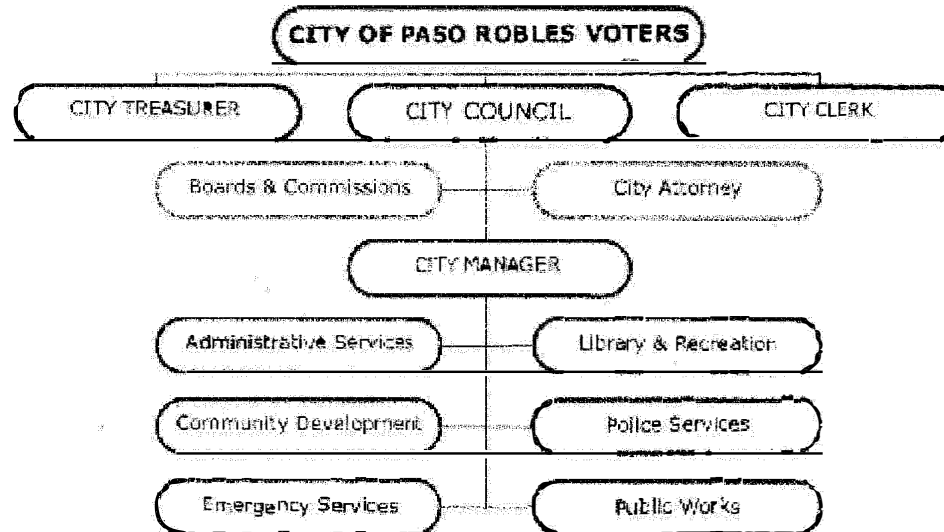 CITY OF PASO ROBLES VOTERS
CITY TREASURER
CITY COUNCIL
CITY CLERK
Boards & Commissions
City Attorney
CITY MANAGER
Administrative Services
Library & Recreation
Community Development
Police Services
Emergency Services
Public Works